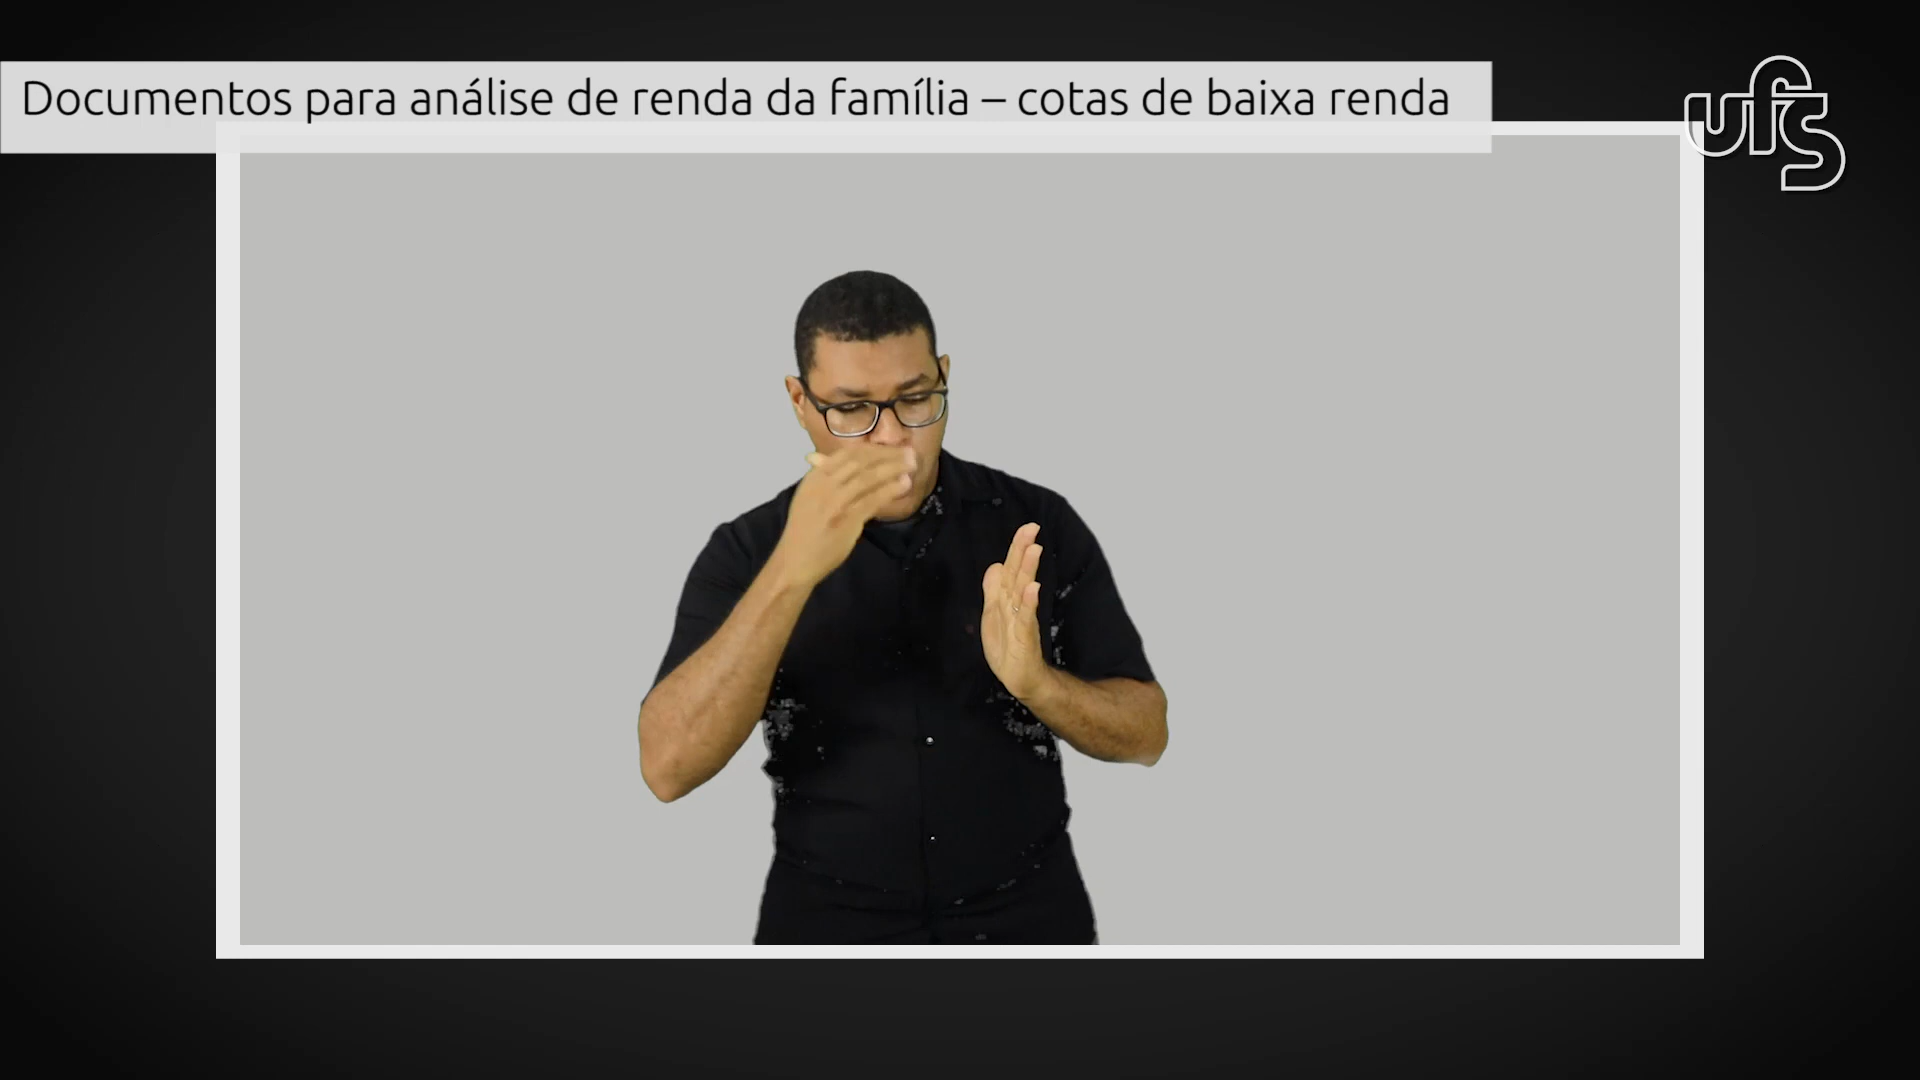 Documentos para análise de renda da família – cotas de baixa renda
ufs